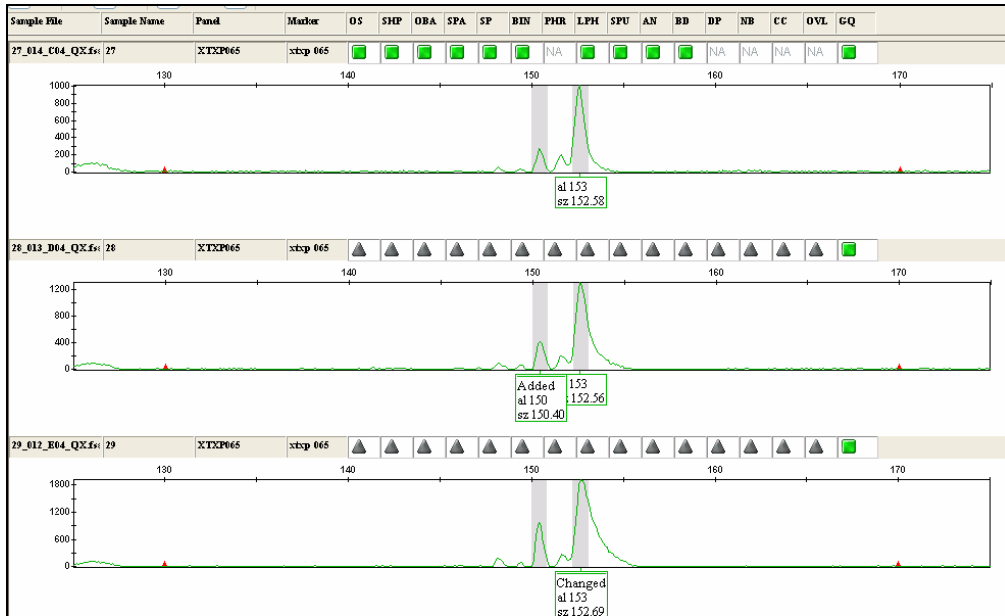 Sample File Sample Name Panel Marker OS SHP OBA SPA SP BIN PHR LPH SPU AN BD DP NB CC OVL GQ
27_014_C04_QX.fs: 27 XTXP065 xtxp 065 NA NA NA NA NA
130 140 150 160 170
1000
800
600
400
200
0
al 153
sz 152.58
28_013_D04_QX.fs: 28 XTXP065 xtxp 065
130 140 150 160 170
1200
800
400
0
Added
al 150 153
sz 150.40 : 152.56
29_012_E04_QX.fs: 29 XTXP065 xtxp 065
130 140 150 160 170
1800
1200
600
0
Changed
al 153
sz 152.69